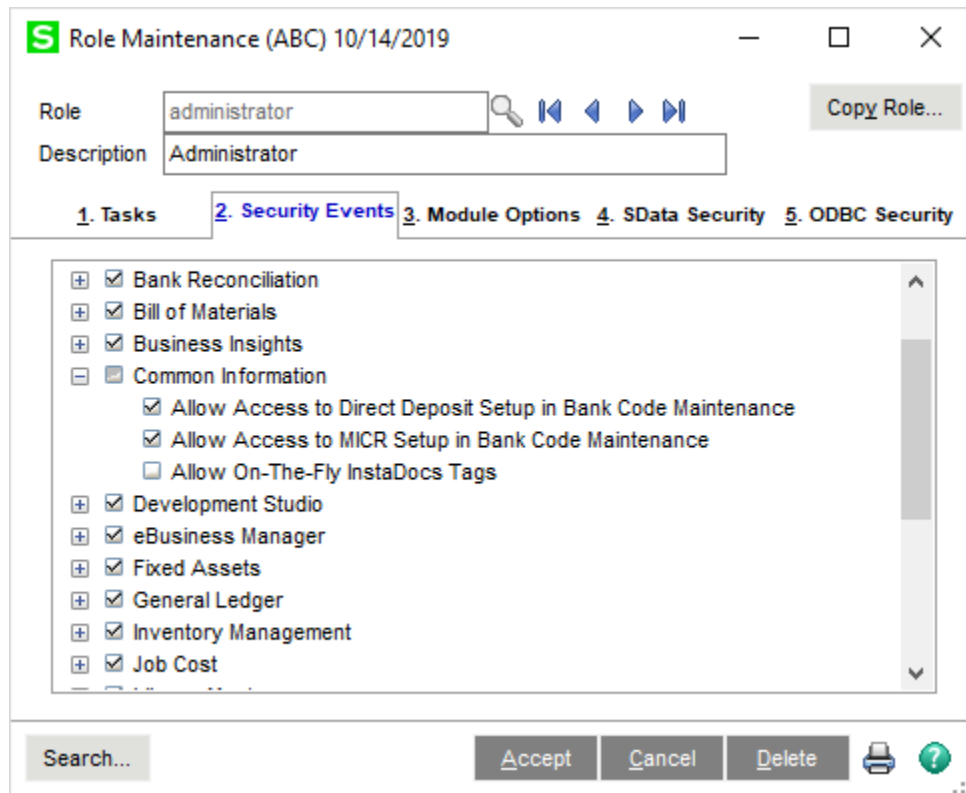 S Role Maintenance (ABC) 10/14/2019
Role administrator Copy Role...
Description Administrator
1. Tasks 2. Security Events 3. Module Options 4. SData Security 5. ODBC Security
Bank Reconciliation
Bill of Materials
Business Insights
Common Information
Allow Access to Direct Deposit Setup in Bank Code Maintenance
Allow Access to MICR Setup in Bank Code Maintenance
Allow On-The-Fly InstaDocs Tags
Development Studio
eBusiness Manager
Fixed Assets
General Ledger
Inventory Management
Job Cost
Search... Accept Cancel Delete ?